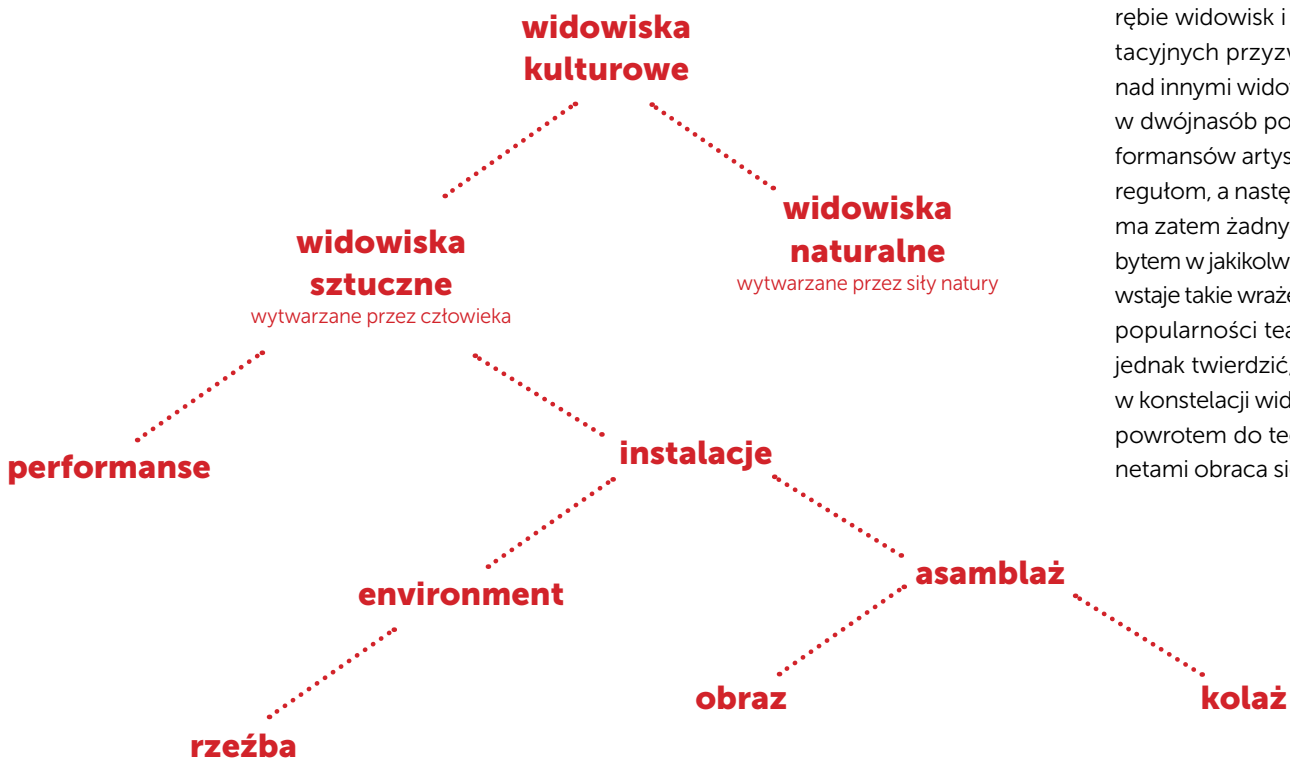 widowiska
kulturowe
widowiska
sztuczne
wytwarzane przez człowieka
widowiska
naturalne
wytwarzane przez siły natury
performanse
instalacje
environment
asamblaż
rzeźba
obraz
kolaż
rębie widowisk i
tacyjnych przyzw
nad innymi widow
w dwójnasób po
formansów artys
regułom, a nastę
ma zatem żadny
bytem w jakikolw
wstaje takie wraże
popularności tea
jednak twierdzić,
w konstelacji wid
powrotem do teg
netami obraca si